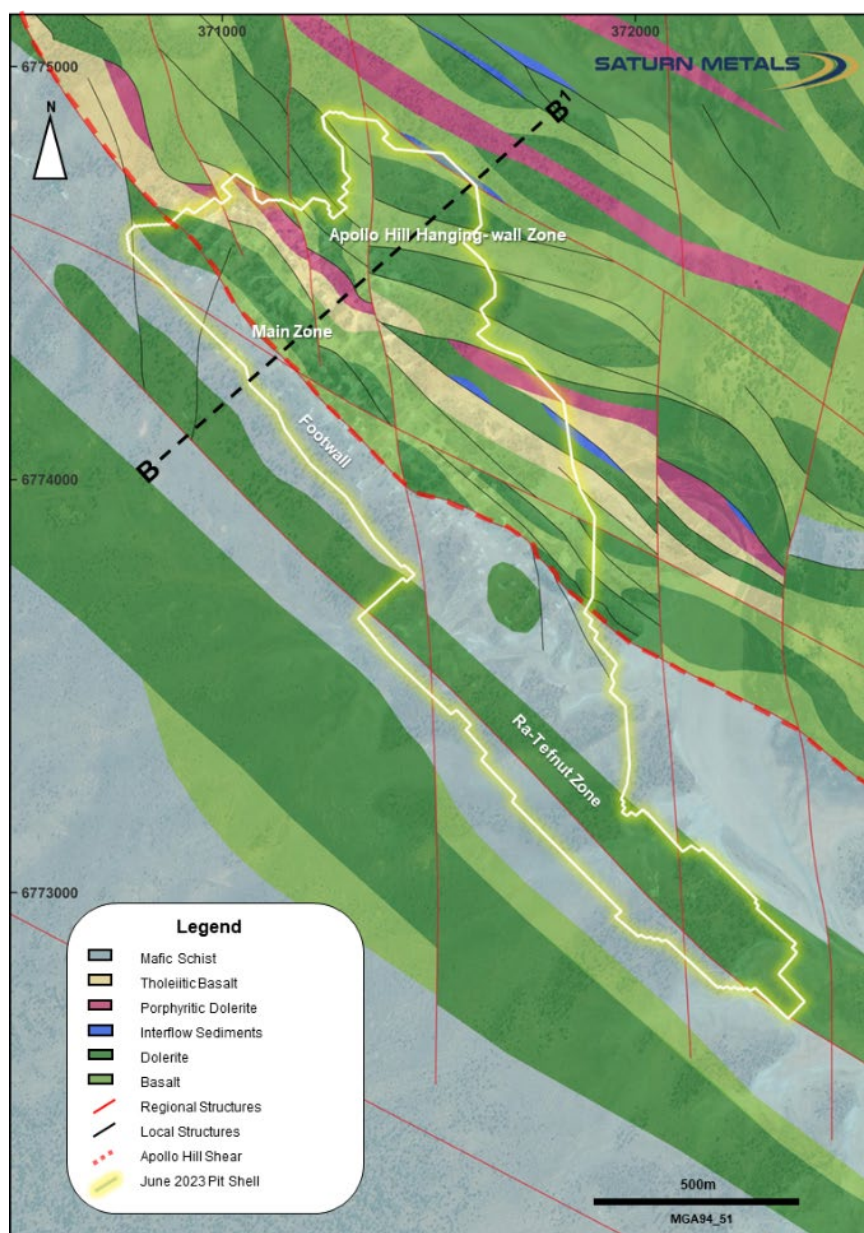 371000
372000
6775000
SATURN METALS
N
B¹
Apollo Hill Hanging-wall Zone
Main Zone
Footwall
B
6774000
Ra-Tefnut Zone
6773000
Legend
Mafic Schist
Tholeiitic Basalt
Porphyritic Dolerite
Interflow Sediments
Dolerite
Basalt
Regional Structures
Local Structures
Apollo Hill Shear
June 2023 Pit Shell
500m
MGA94_51